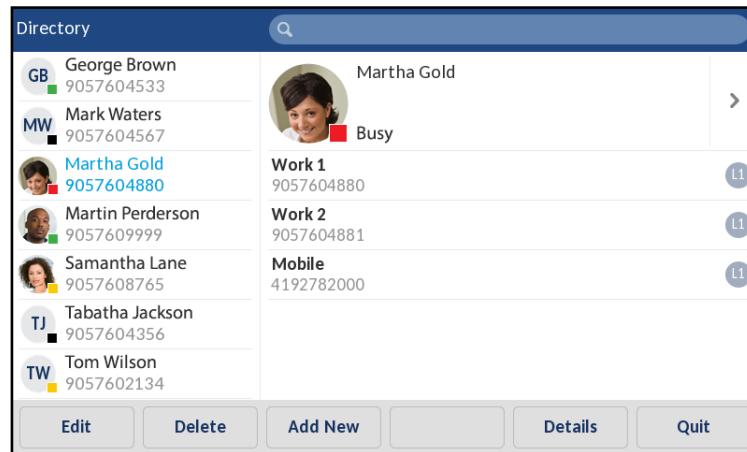 Directory
GB
George Brown
9057604533
MW
Mark Waters
9057604567
Martha Gold
9057604880
Martin Perderson
9057609999
Samantha Lane
9057608765
TJ
Tabatha Jackson
9057604356
TW
Tom Wilson
9057602134
Martha Gold
Busy
Work 1
9057604880
L1
Work 2
9057604881
L1
Mobile
4192782000
L1
Edit Delete Add New Details Quit